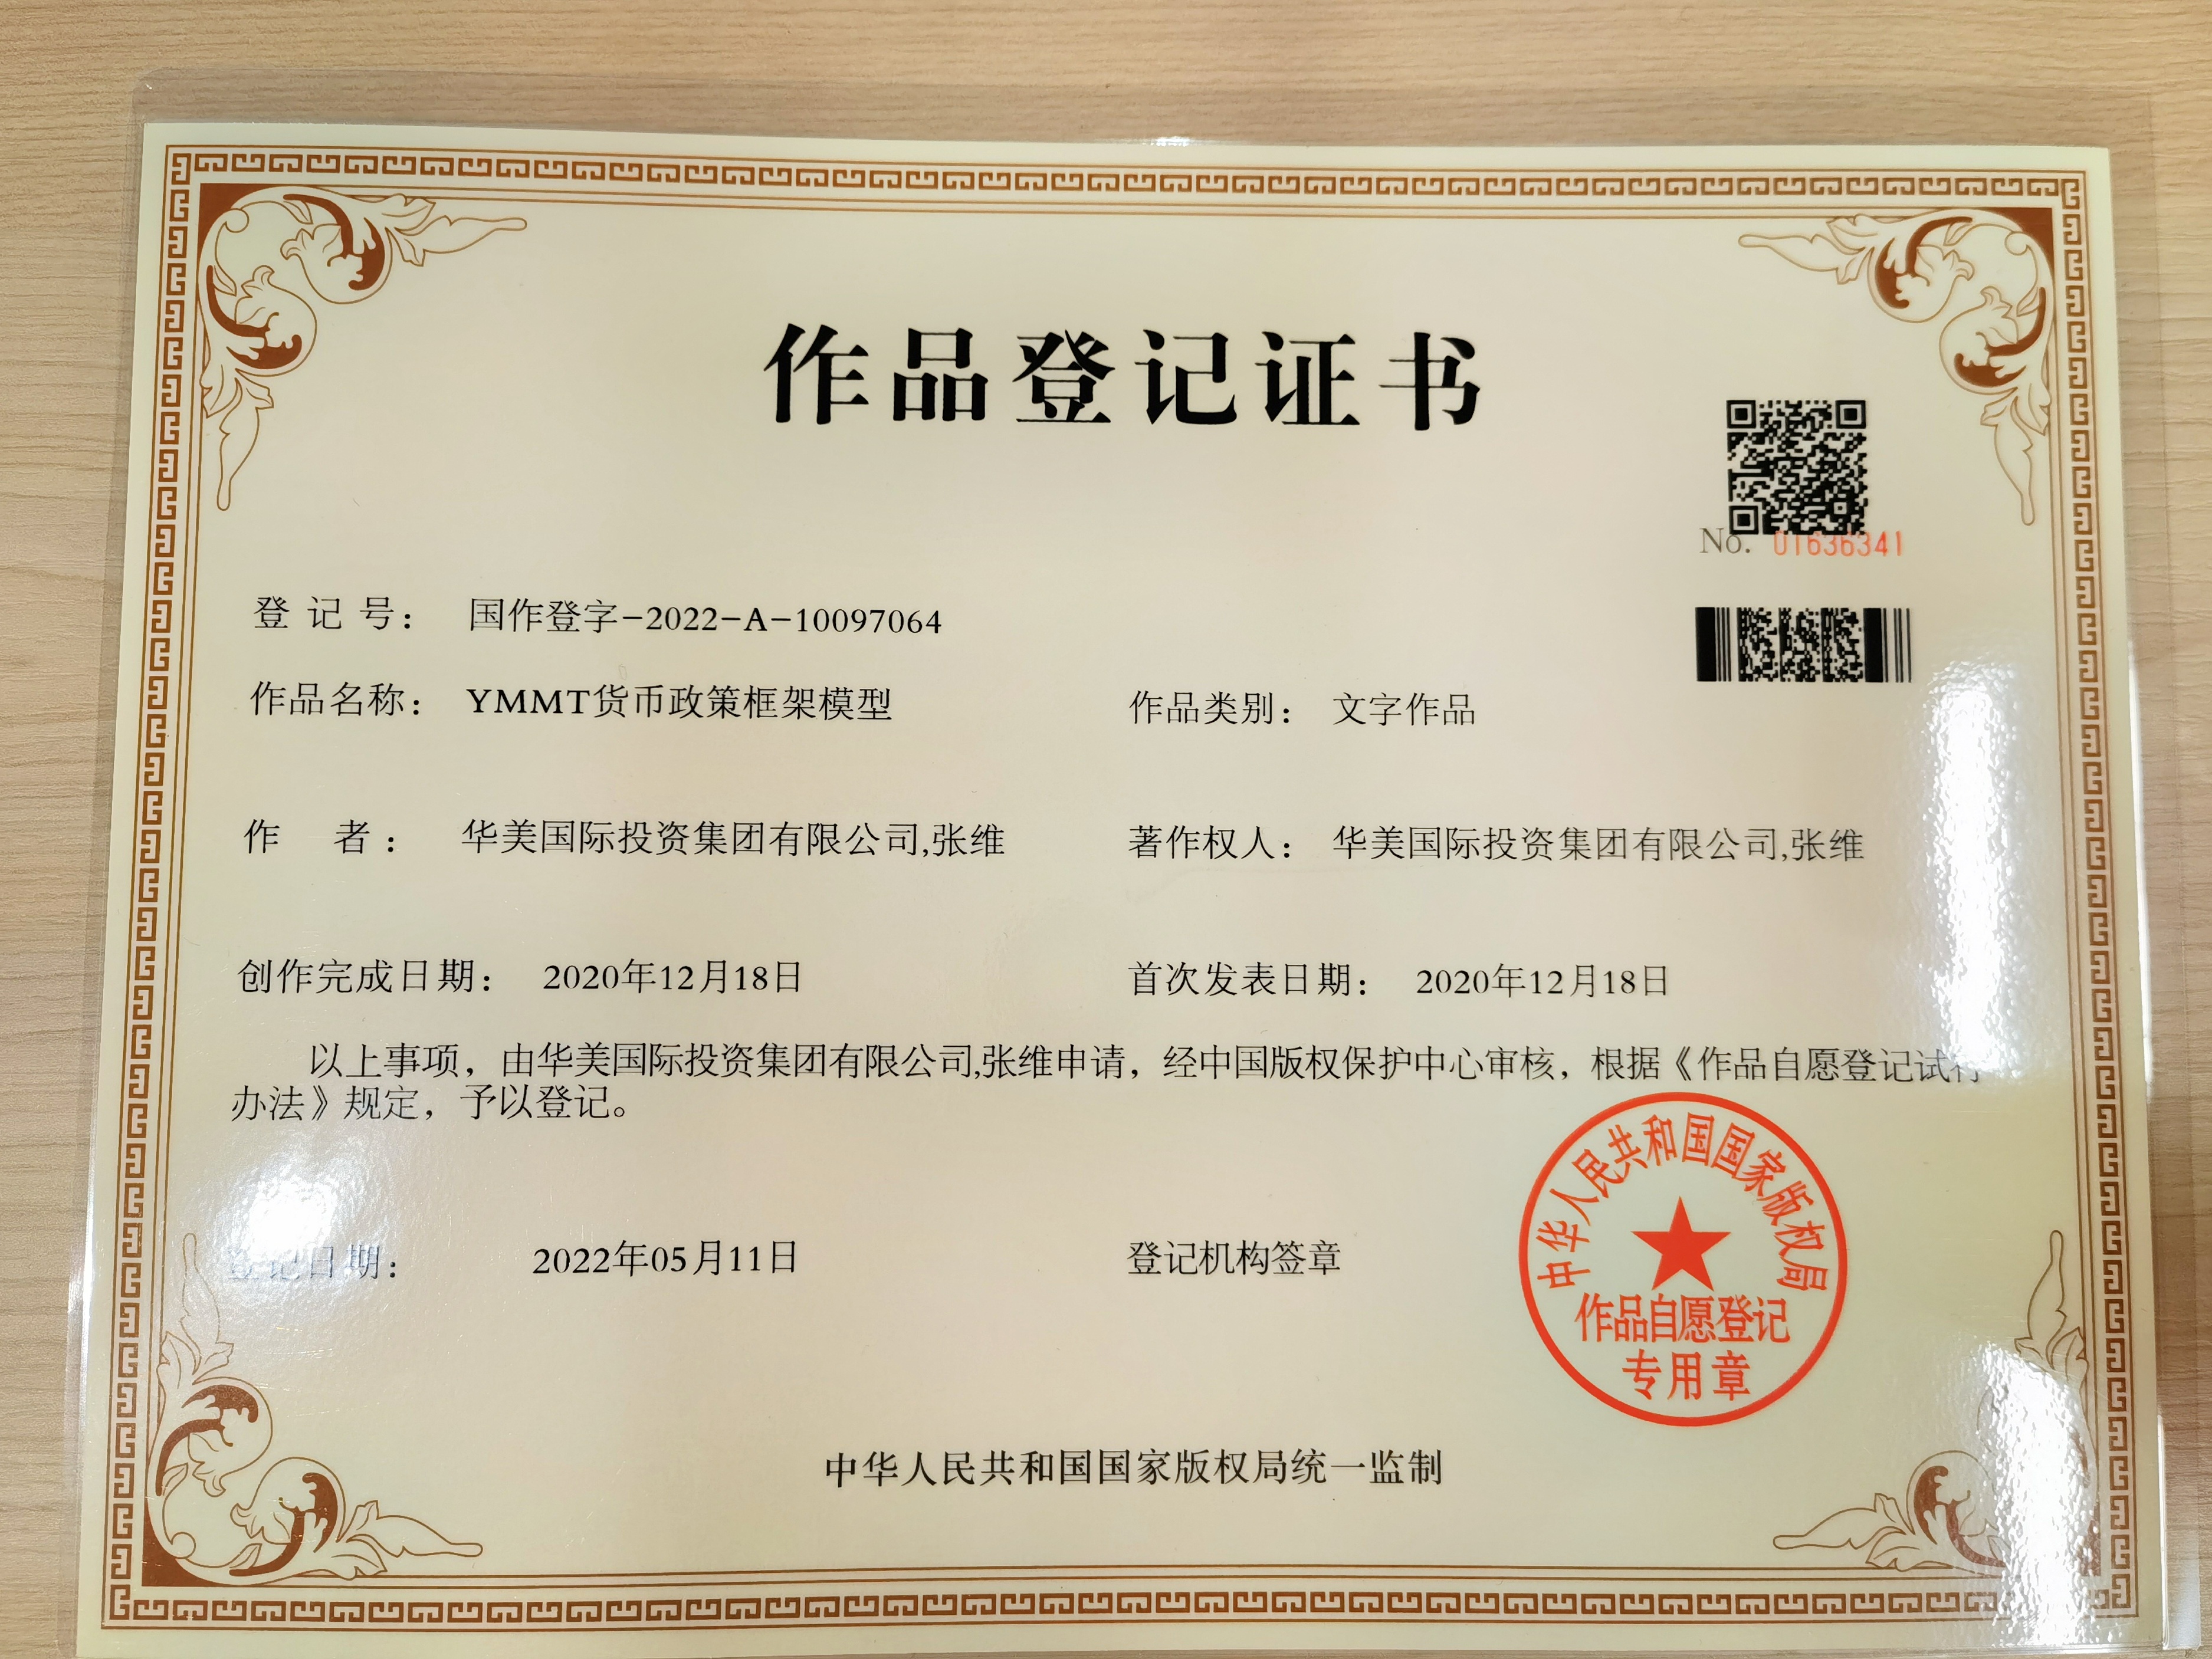 作品登记证书
No. 01636341
登记号： 国作登字-2022-A-10097064
作品名称： YMMT货币政策框架模型 作品类别： 文字作品
作者： 华美国际投资集团有限公司,张维 著作权人： 华美国际投资集团有限公司,张维
创作完成日期： 2020年12月18日 首次发表日期： 2020年12月18日
以上事项，由华美国际投资集团有限公司,张维申请，经中国版权保护中心审核，根据《作品自愿登记试行
办法》规定，予以登记。
登记日期： 2022年05月11日 登记机构签章
中华人民共和国国家版权局
作品自愿登记
专用章
中华人民共和国国家版权局统一监制